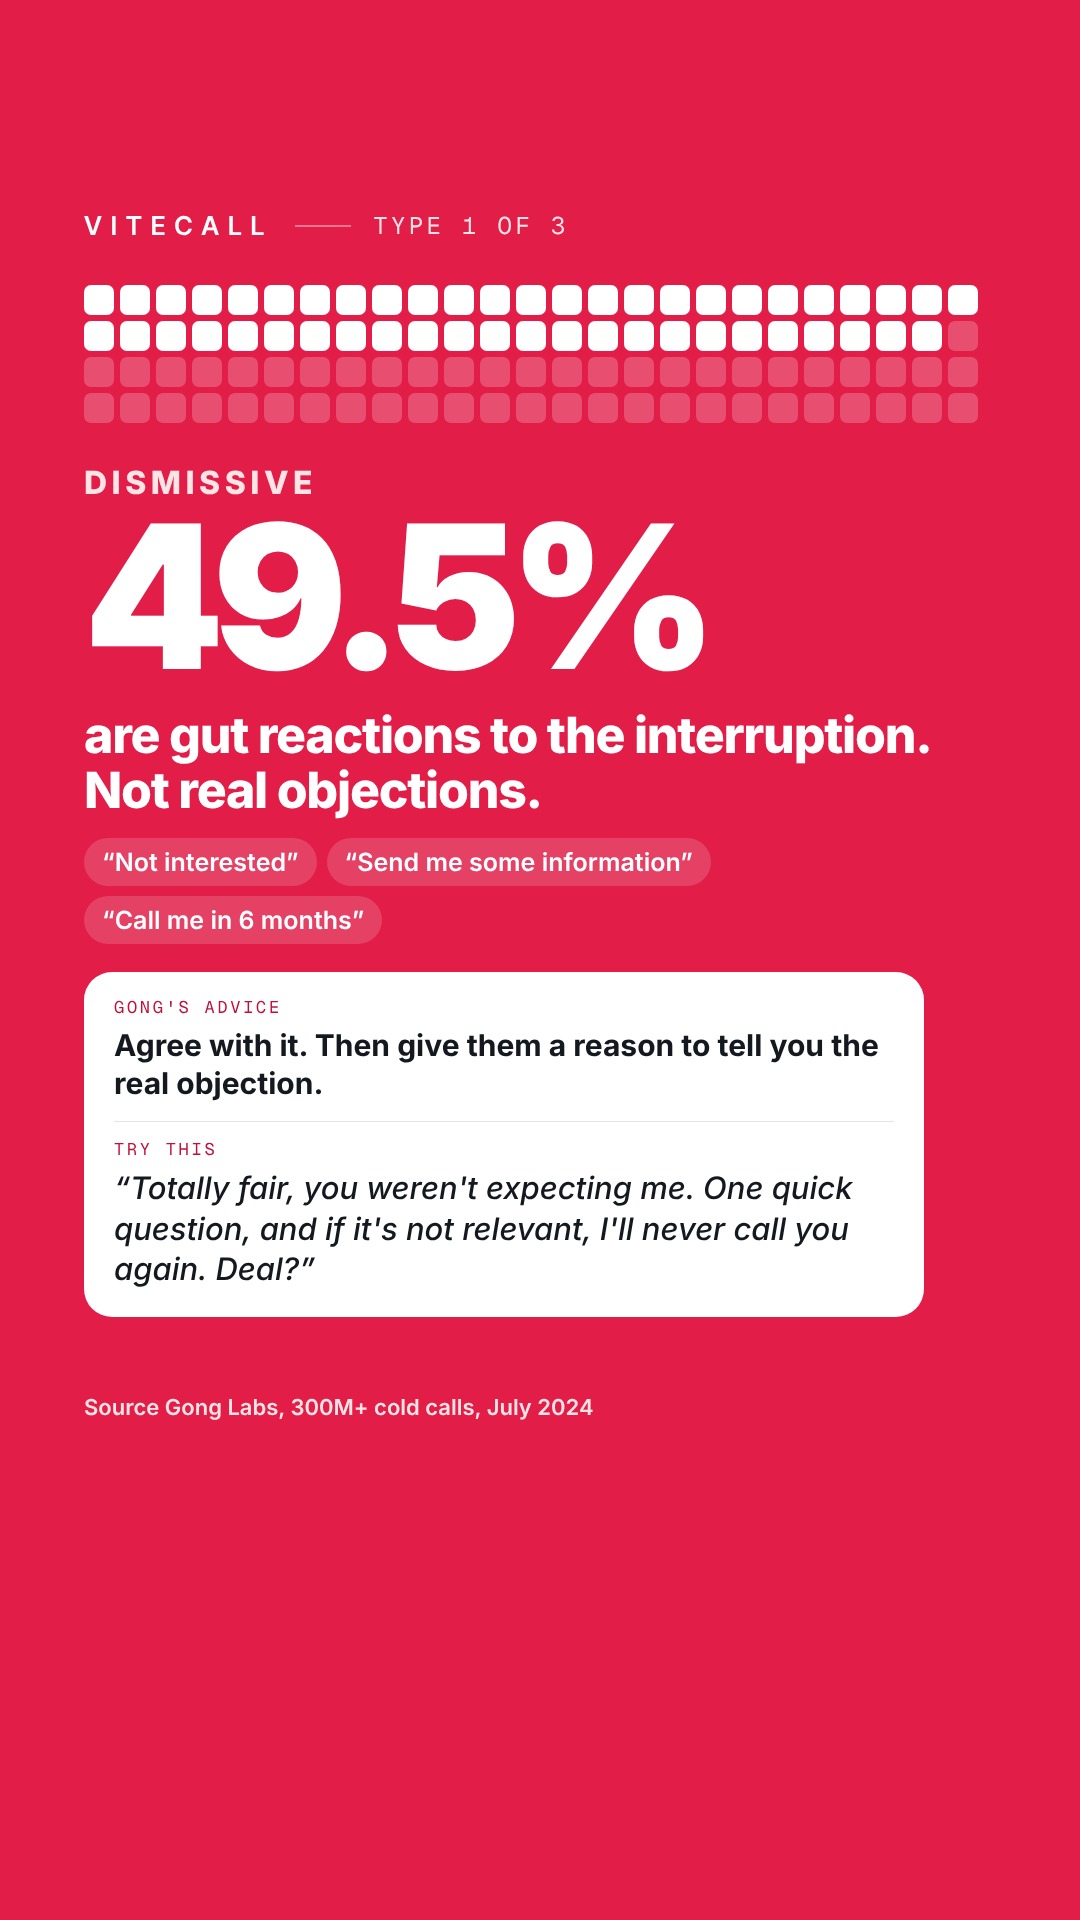 VITECALL TYPE 1 OF 3
DISMISSIVE
49.5%
are gut reactions to the interruption.
Not real objections.
“Not interested” “Send me some information”
“Call me in 6 months”
GONG'S ADVICE
Agree with it. Then give them a reason to tell you the
real objection.
TRY THIS
“Totally fair, you weren't expecting me. One quick
question, and if it's not relevant, I'll never call you
again. Deal?”
Source Gong Labs, 300M+ cold calls, July 2024